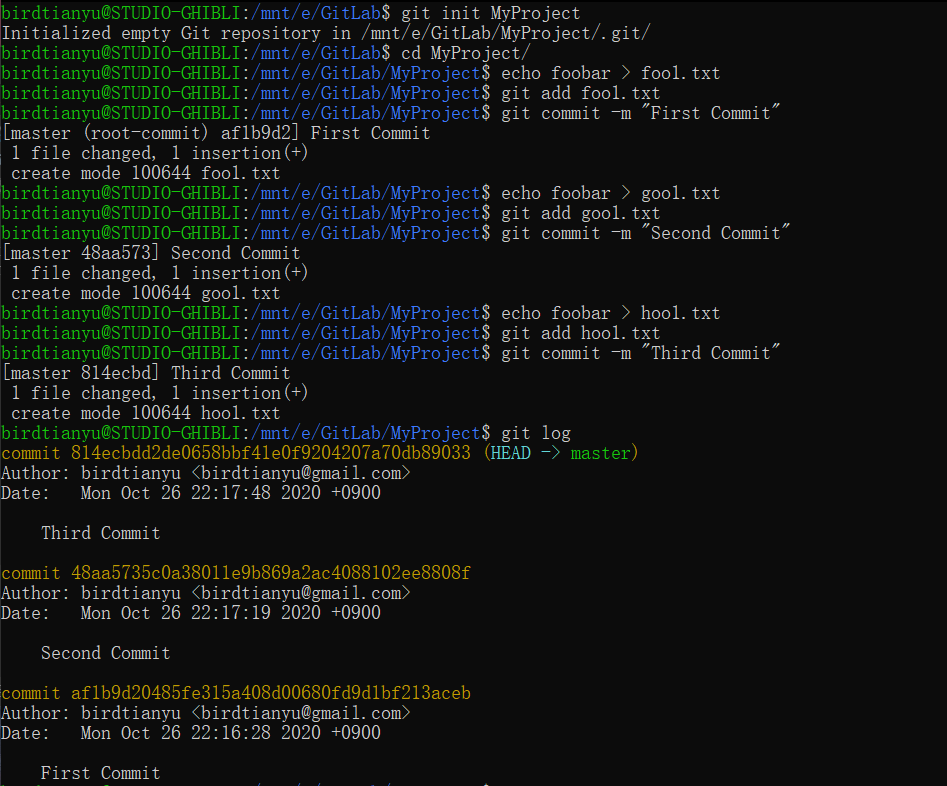 birdtianyu@STUDIO-GHIBLI:/mnt/e/GitLab$ git init MyProject
Initialized empty Git repository in /mnt/e/GitLab/MyProject/.git/
birdtianyu@STUDIO-GHIBLI:/mnt/e/GitLab$ cd MyProject/
birdtianyu@STUDIO-GHIBLI:/mnt/e/GitLab/MyProject$ echo foobar > fool.txt
birdtianyu@STUDIO-GHIBLI:/mnt/e/GitLab/MyProject$ git add fool.txt
birdtianyu@STUDIO-GHIBLI:/mnt/e/GitLab/MyProject$ git commit -m "First Commit"
[master (root-commit) af1b9d2] First Commit
 1 file changed, 1 insertion(+)
 create mode 100644 fool.txt
birdtianyu@STUDIO-GHIBLI:/mnt/e/GitLab/MyProject$ echo foobar > gool.txt
birdtianyu@STUDIO-GHIBLI:/mnt/e/GitLab/MyProject$ git add gool.txt
birdtianyu@STUDIO-GHIBLI:/mnt/e/GitLab/MyProject$ git commit -m "Second Commit"
[master 48aa573] Second Commit
 1 file changed, 1 insertion(+)
 create mode 100644 gool.txt
birdtianyu@STUDIO-GHIBLI:/mnt/e/GitLab/MyProject$ echo foobar > hool.txt
birdtianyu@STUDIO-GHIBLI:/mnt/e/GitLab/MyProject$ git add hool.txt
birdtianyu@STUDIO-GHIBLI:/mnt/e/GitLab/MyProject$ git commit -m "Third Commit"
[master 814ecbd] Third Commit
 1 file changed, 1 insertion(+)
 create mode 100644 hool.txt
birdtianyu@STUDIO-GHIBLI:/mnt/e/GitLab/MyProject$ git log
commit 814ecbdd2de0658bbf41e0f9204207a70db89033 (HEAD -> master)
Author: birdtianyu <birdtianyu@gmail.com>
Date:   Mon Oct 26 22:17:48 2020 +0900

    Third Commit

commit 48aa5735c0a38011e9b869a2ac4088102ee8808f
Author: birdtianyu <birdtianyu@gmail.com>
Date:   Mon Oct 26 22:17:19 2020 +0900

    Second Commit

commit af1b9d20485fe315a408d00680fd9d1bf213aceb
Author: birdtianyu <birdtianyu@gmail.com>
Date:   Mon Oct 26 22:16:28 2020 +0900

    First Commit